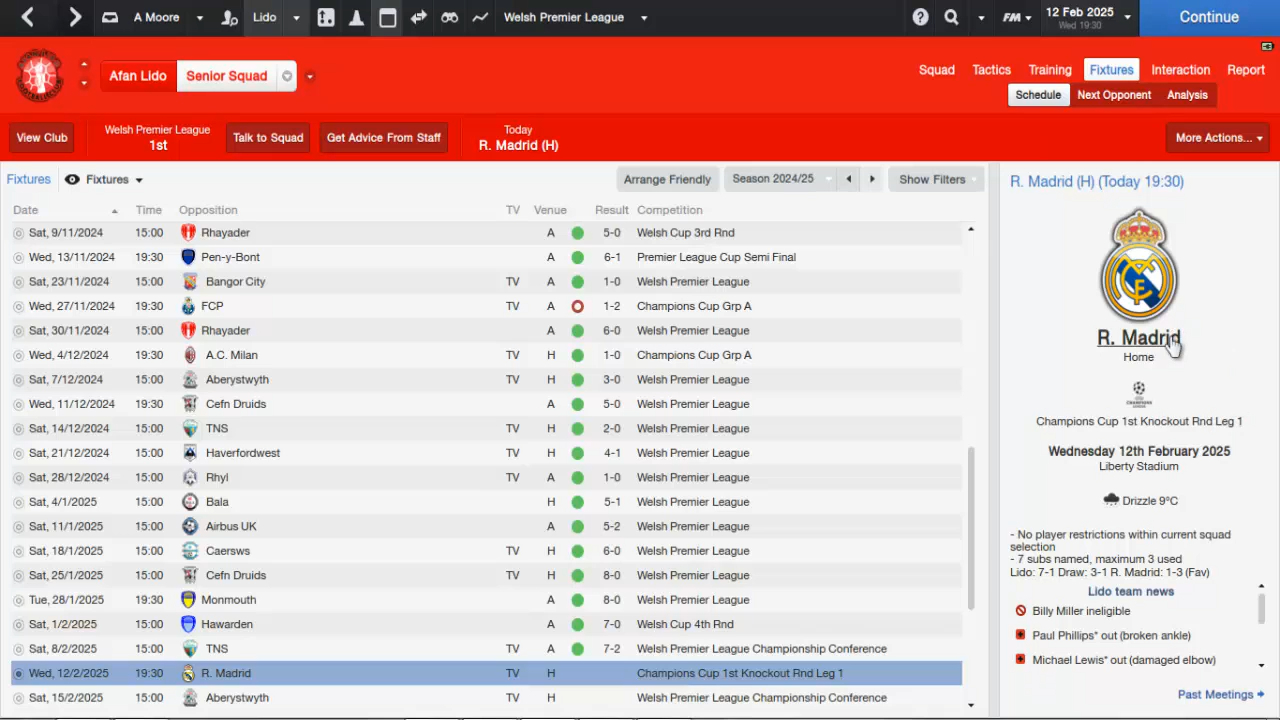 A Moore
Lido
Welsh Premier League
FM
12 Feb 2025
Wed 19:30
Continue
Afan Lido
Senior Squad
Squad
Tactics
Training
Fixtures
Interaction
Report
Schedule
Next Opponent
Analysis
View Club
Welsh Premier League
1st
Talk to Squad
Get Advice From Staff
Today
R. Madrid (H)
More Actions...
Fixtures
Fixtures
Arrange Friendly
Season 2024/25
Show Filters
Date Time Opposition TV Venue Result Competition
Sat, 9/11/2024 15:00 Rhayader A 5-0 Welsh Cup 3rd Rnd
Wed, 13/11/2024 19:30 Pen-y-Bont A 6-1 Premier League Cup Semi Final
Sat, 23/11/2024 15:00 Bangor City TV A 1-0 Welsh Premier League
Wed, 27/11/2024 19:30 FCP TV A 1-2 Champions Cup Grp A
Sat, 30/11/2024 15:00 Rhayader A 6-0 Welsh Premier League
Wed, 4/12/2024 19:30 A.C. Milan TV H 1-0 Champions Cup Grp A
Sat, 7/12/2024 15:00 Aberystwyth TV H 3-0 Welsh Premier League
Wed, 11/12/2024 19:30 Cefn Druids A 5-0 Welsh Premier League
Sat, 14/12/2024 15:00 TNS TV H 2-0 Welsh Premier League
Sat, 21/12/2024 15:00 Haverfordwest TV H 4-1 Welsh Premier League
Sat, 28/12/2024 15:00 Rhyl TV A 1-0 Welsh Premier League
Sat, 4/1/2025 15:00 Bala H 5-1 Welsh Premier League
Sat, 11/1/2025 15:00 Airbus UK A 5-2 Welsh Premier League
Sat, 18/1/2025 15:00 Caersws TV H 6-0 Welsh Premier League
Sat, 25/1/2025 15:00 Cefn Druids TV H 8-0 Welsh Premier League
Tue, 28/1/2025 19:30 Monmouth A 8-0 Welsh Premier League
Sat, 1/2/2025 15:00 Hawarden A 7-0 Welsh Cup 4th Rnd
Sat, 8/2/2025 15:00 TNS TV A 7-2 Welsh Premier League Championship Conference
Wed, 12/2/2025 19:30 R. Madrid TV H Champions Cup 1st Knockout Rnd Leg 1
Sat, 15/2/2025 15:00 Aberystwyth TV H Welsh Premier League Championship Conference
R. Madrid (H) (Today 19:30)
R. Madrid
Home
Champions Cup 1st Knockout Rnd Leg 1
Wednesday 12th February 2025
Liberty Stadium
Drizzle 9°C
- No player restrictions within current squad
selection
- 7 subs named, maximum 3 used
Lido: 7-1 Draw: 3-1 R. Madrid: 1-3 (Fav)
Lido team news
Billy Miller ineligible
Paul Phillips* out (broken ankle)
Michael Lewis* out (damaged elbow)
Past Meetings